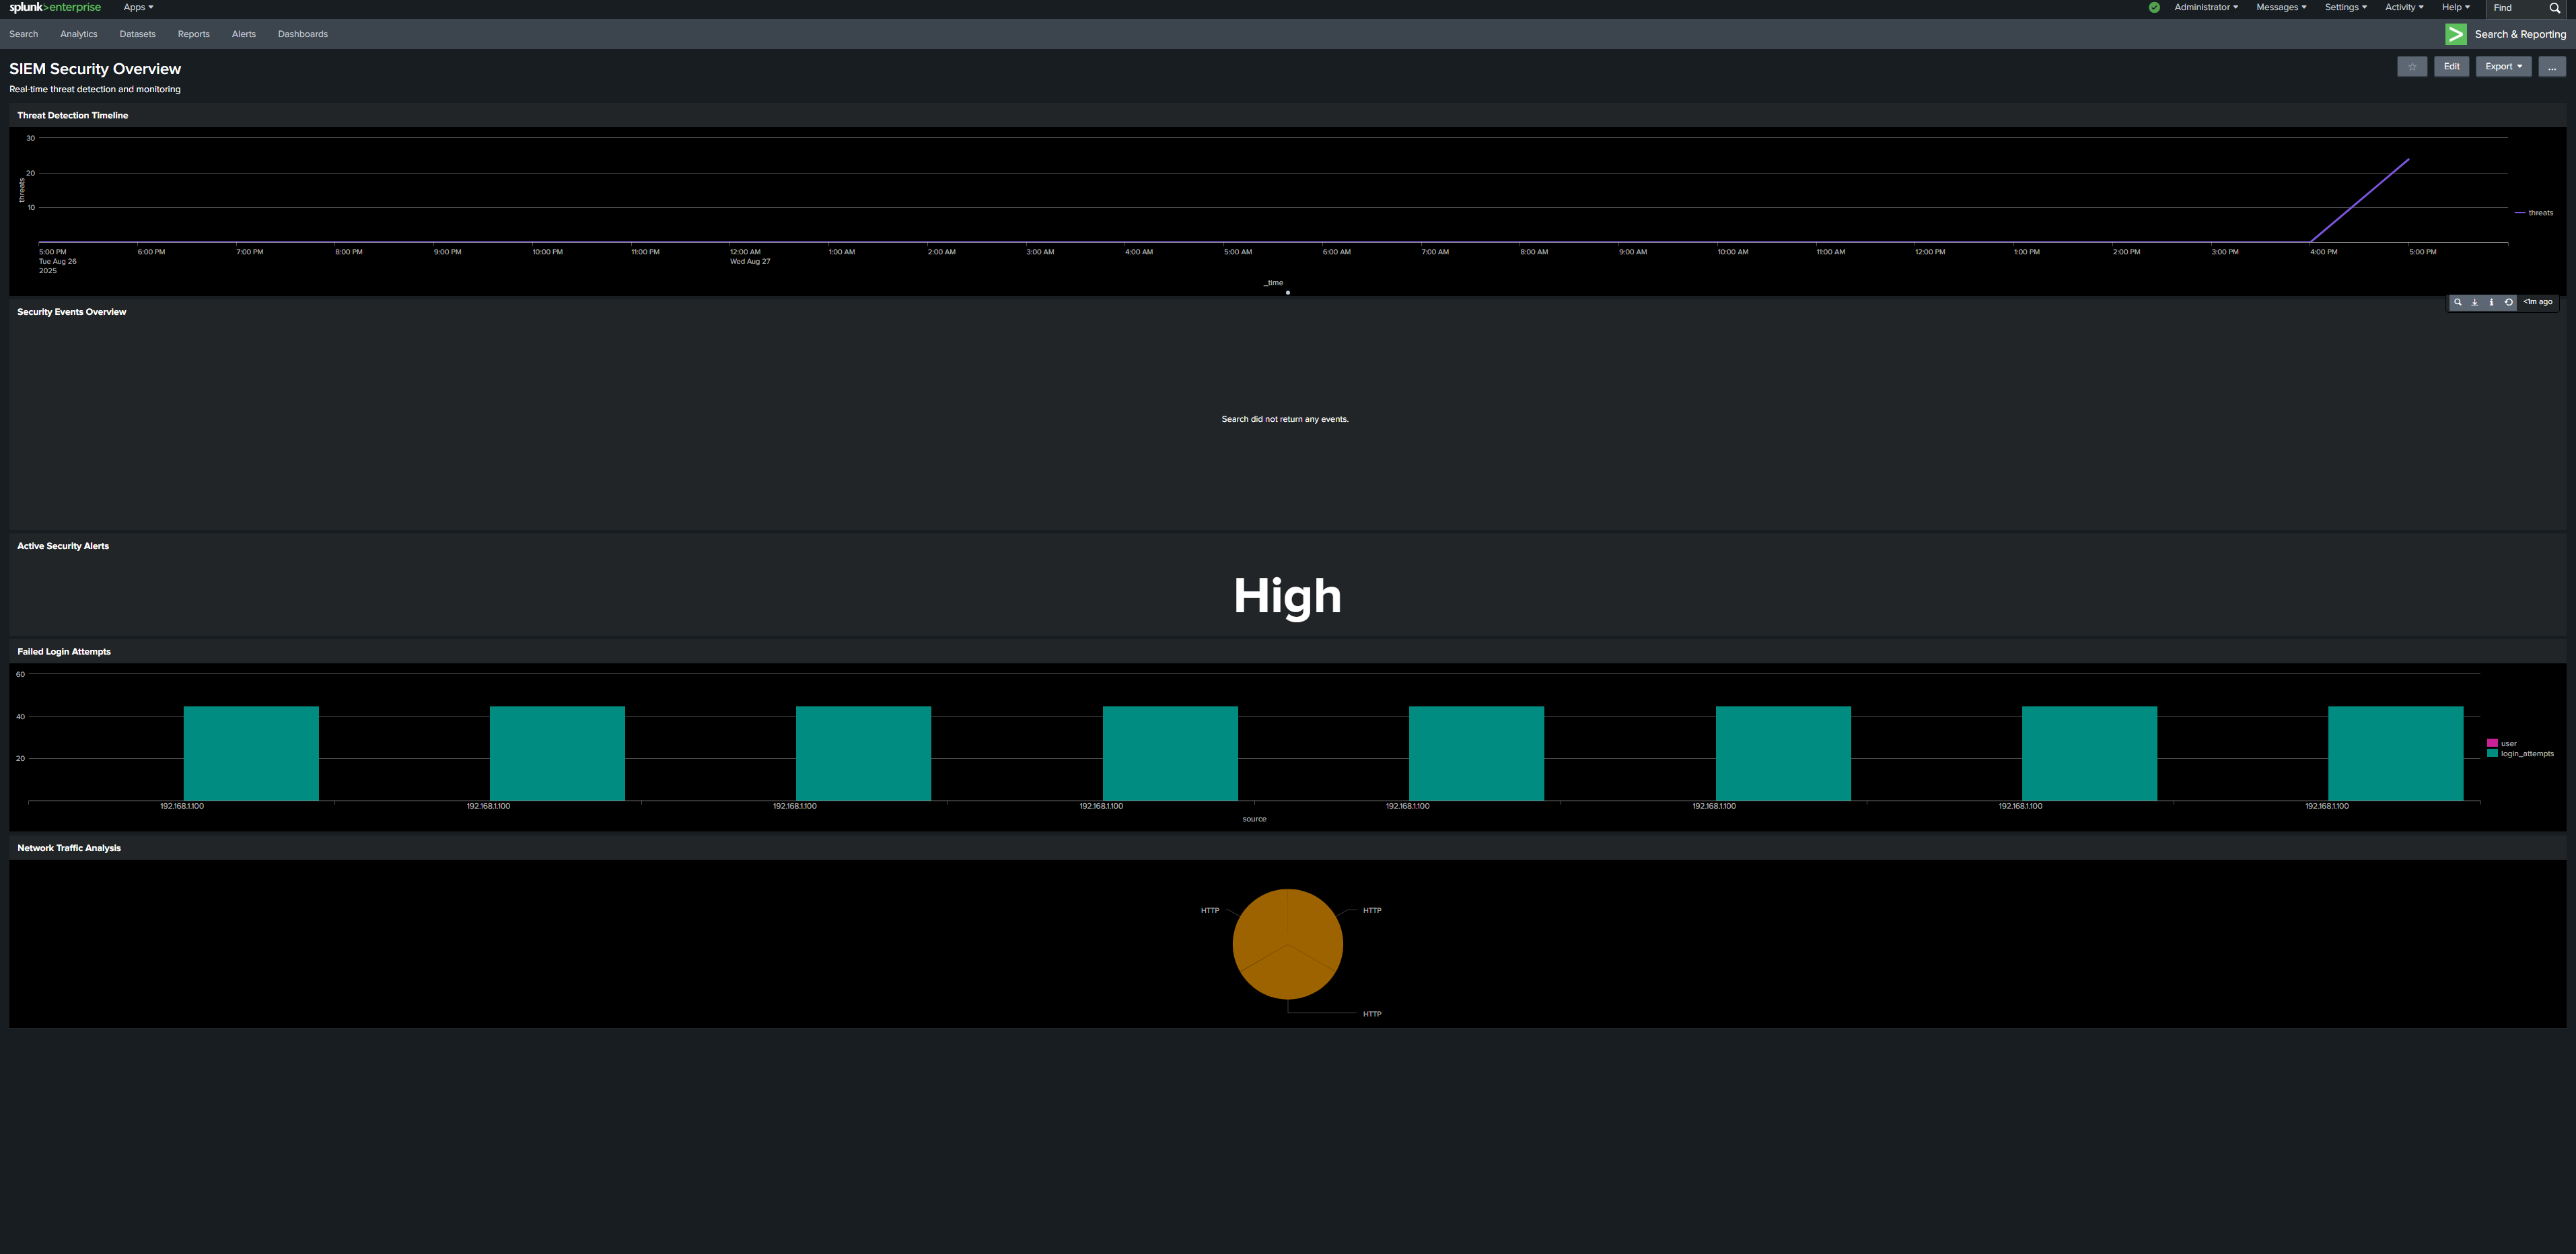 splunk>enterprise Apps Administrator Messages Settings Activity Help Find
Search Analytics Datasets Reports Alerts Dashboards Search & Reporting
SIEM Security Overview Edit Export ...
Real-time threat detection and monitoring
Threat Detection Timeline
30
20
10
threats
threats
5:00 PM 6:00 PM 7:00 PM 8:00 PM 9:00 PM 10:00 PM 11:00 PM 12:00 AM 1:00 AM 2:00 AM 3:00 AM 4:00 AM 5:00 AM 6:00 AM 7:00 AM 8:00 AM 9:00 AM 10:00 AM 11:00 AM 12:00 PM 1:00 PM 2:00 PM 3:00 PM 4:00 PM 5:00 PM
Tue Aug 26 Wed Aug 27
2025
_time
<1m ago
Security Events Overview
Search did not return any events.
Active Security Alerts
High
Failed Login Attempts
60
40
20
user
login_attempts
192.168.1.100 192.168.1.100 192.168.1.100 192.168.1.100 192.168.1.100 192.168.1.100 192.168.1.100 192.168.1.100
source
Network Traffic Analysis
HTTP HTTP
HTTP